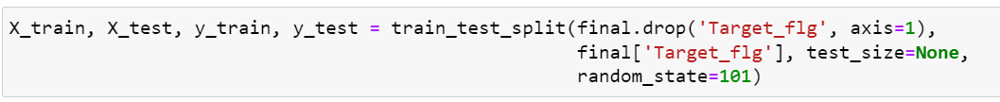 X_train, X_test, y_train, y_test = train_test_split(final.drop('Target_flg', axis=1),
final['Target_flg'], test_size=None,
random_state=101)